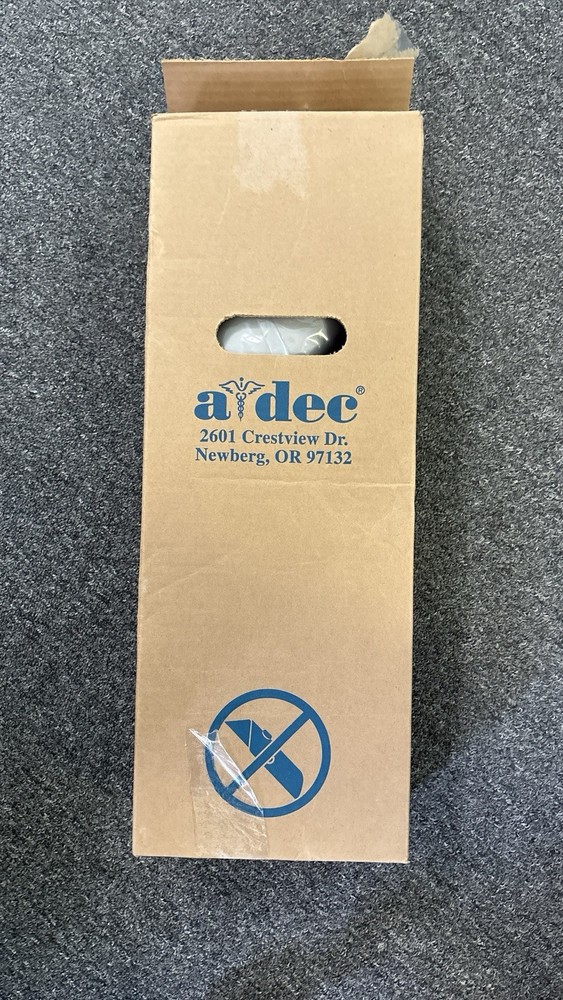 a dec®
2601 Crestview Dr.
Newberg, OR 97132